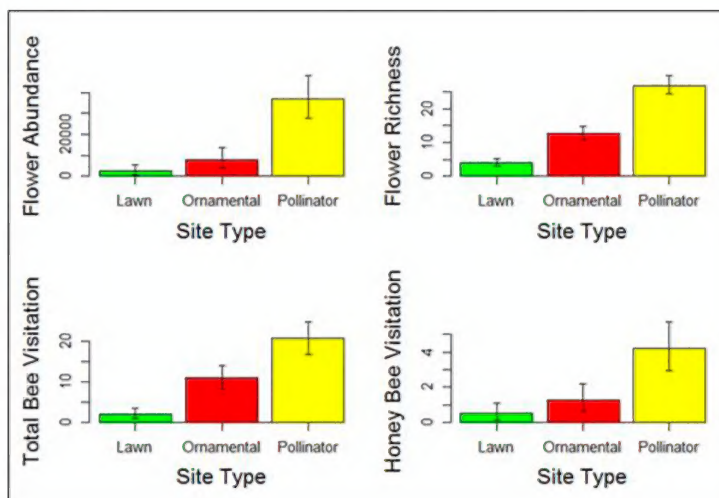 Flower Abundance
20000
0
Lawn Ornamental Pollinator
Site Type
Flower Richness
20
10
0
Lawn Ornamental Pollinator
Site Type
Total Bee Visitation
20
10
0
Lawn Ornamental Pollinator
Site Type
Honey Bee Visitation
4
2
0
Lawn Ornamental Pollinator
Site Type